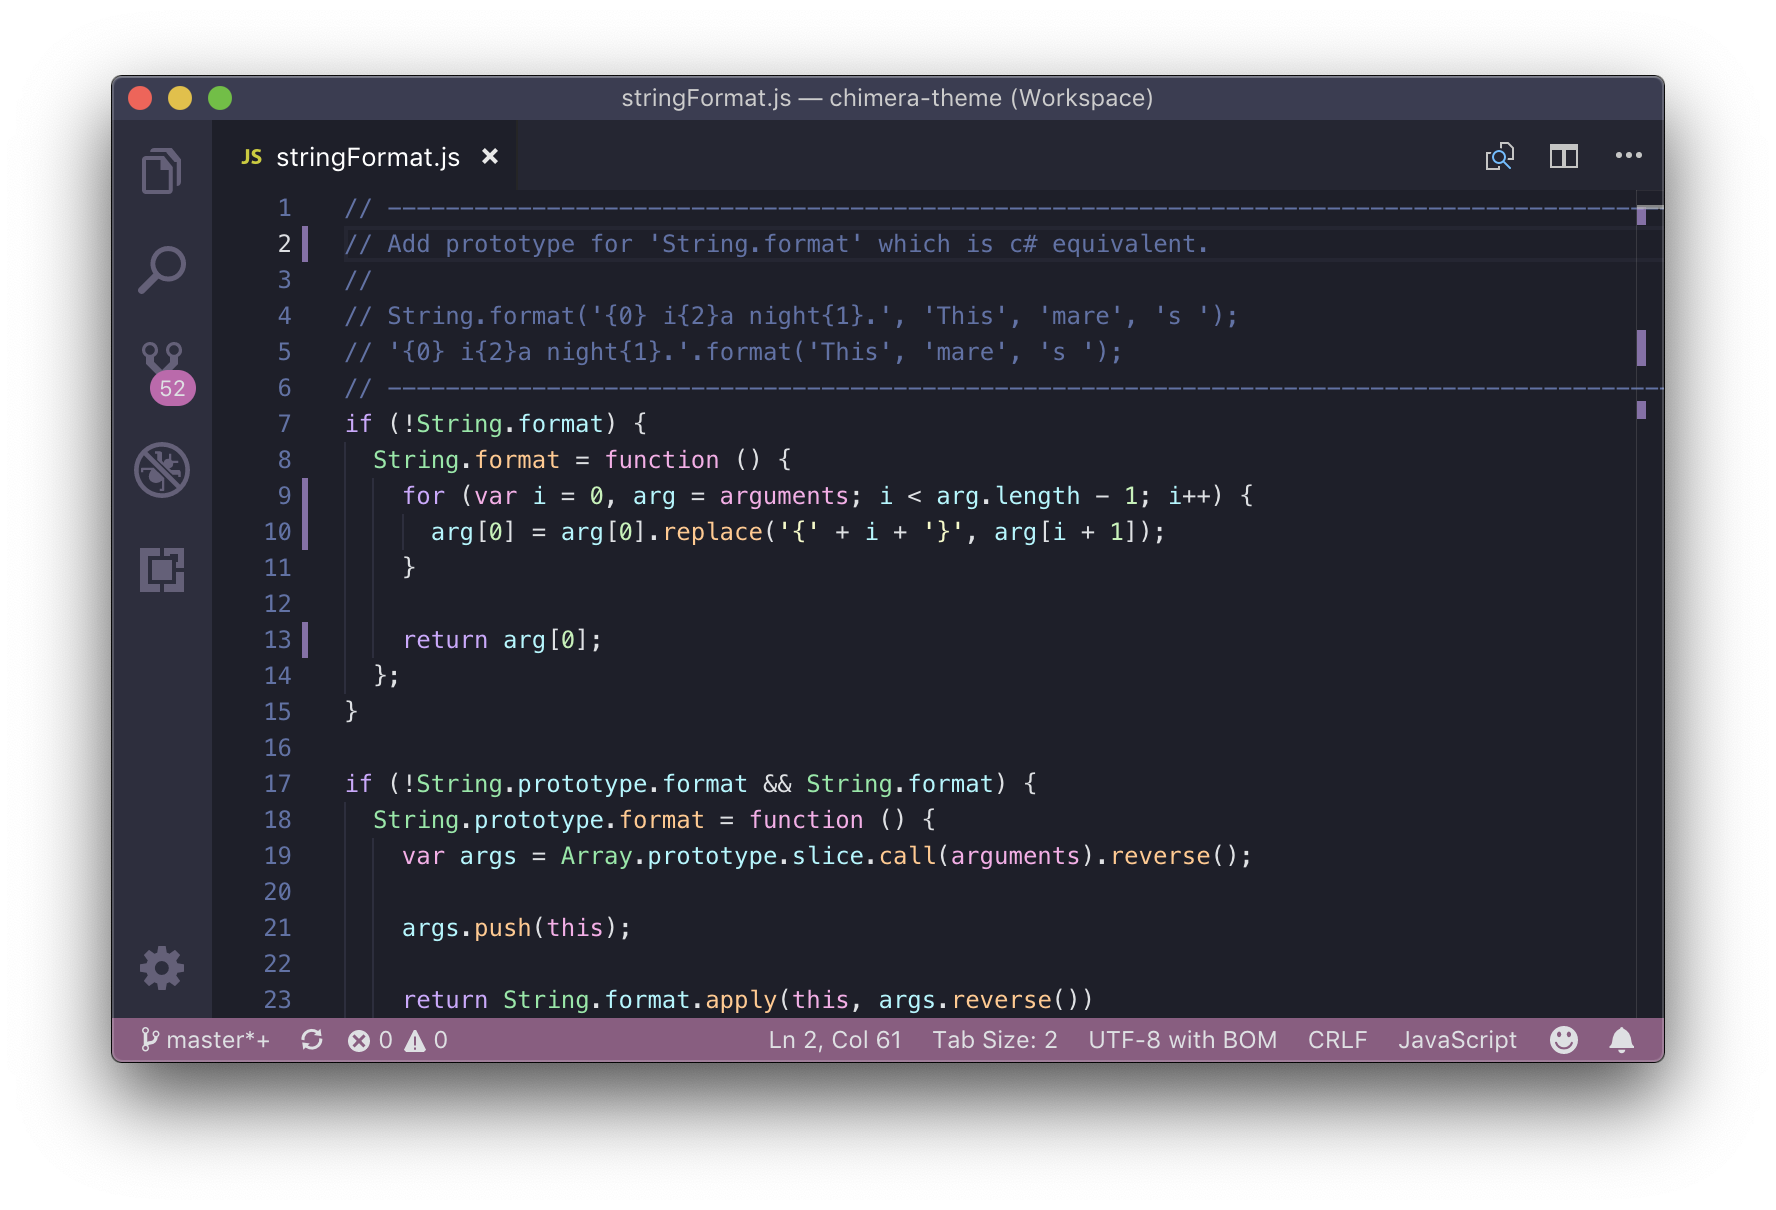 stringFormat.js — chimera-theme (Workspace)
JS stringFormat.js ×
52
1 // ----------------------------------------------------------------------------------------
2 // Add prototype for 'String.format' which is c# equivalent.
3 //
4 // String.format('{0} i{2}a night{1}.', 'This', 'mare', 's ');
5 // '{0} i{2}a night{1}.'.format('This', 'mare', 's ');
6 // ----------------------------------------------------------------------------------------
7 if (!String.format) {
8   String.format = function () {
9     for (var i = 0, arg = arguments; i < arg.length - 1; i++) {
10       arg[0] = arg[0].replace('{' + i + '}', arg[i + 1]);
11     }
12
13     return arg[0];
14   };
15 }
16
17 if (!String.prototype.format && String.format) {
18   String.prototype.format = function () {
19     var args = Array.prototype.slice.call(arguments).reverse();
20
21     args.push(this);
22
23     return String.format.apply(this, args.reverse())
master*+ 0 0 Ln 2, Col 61 Tab Size: 2 UTF-8 with BOM CRLF JavaScript